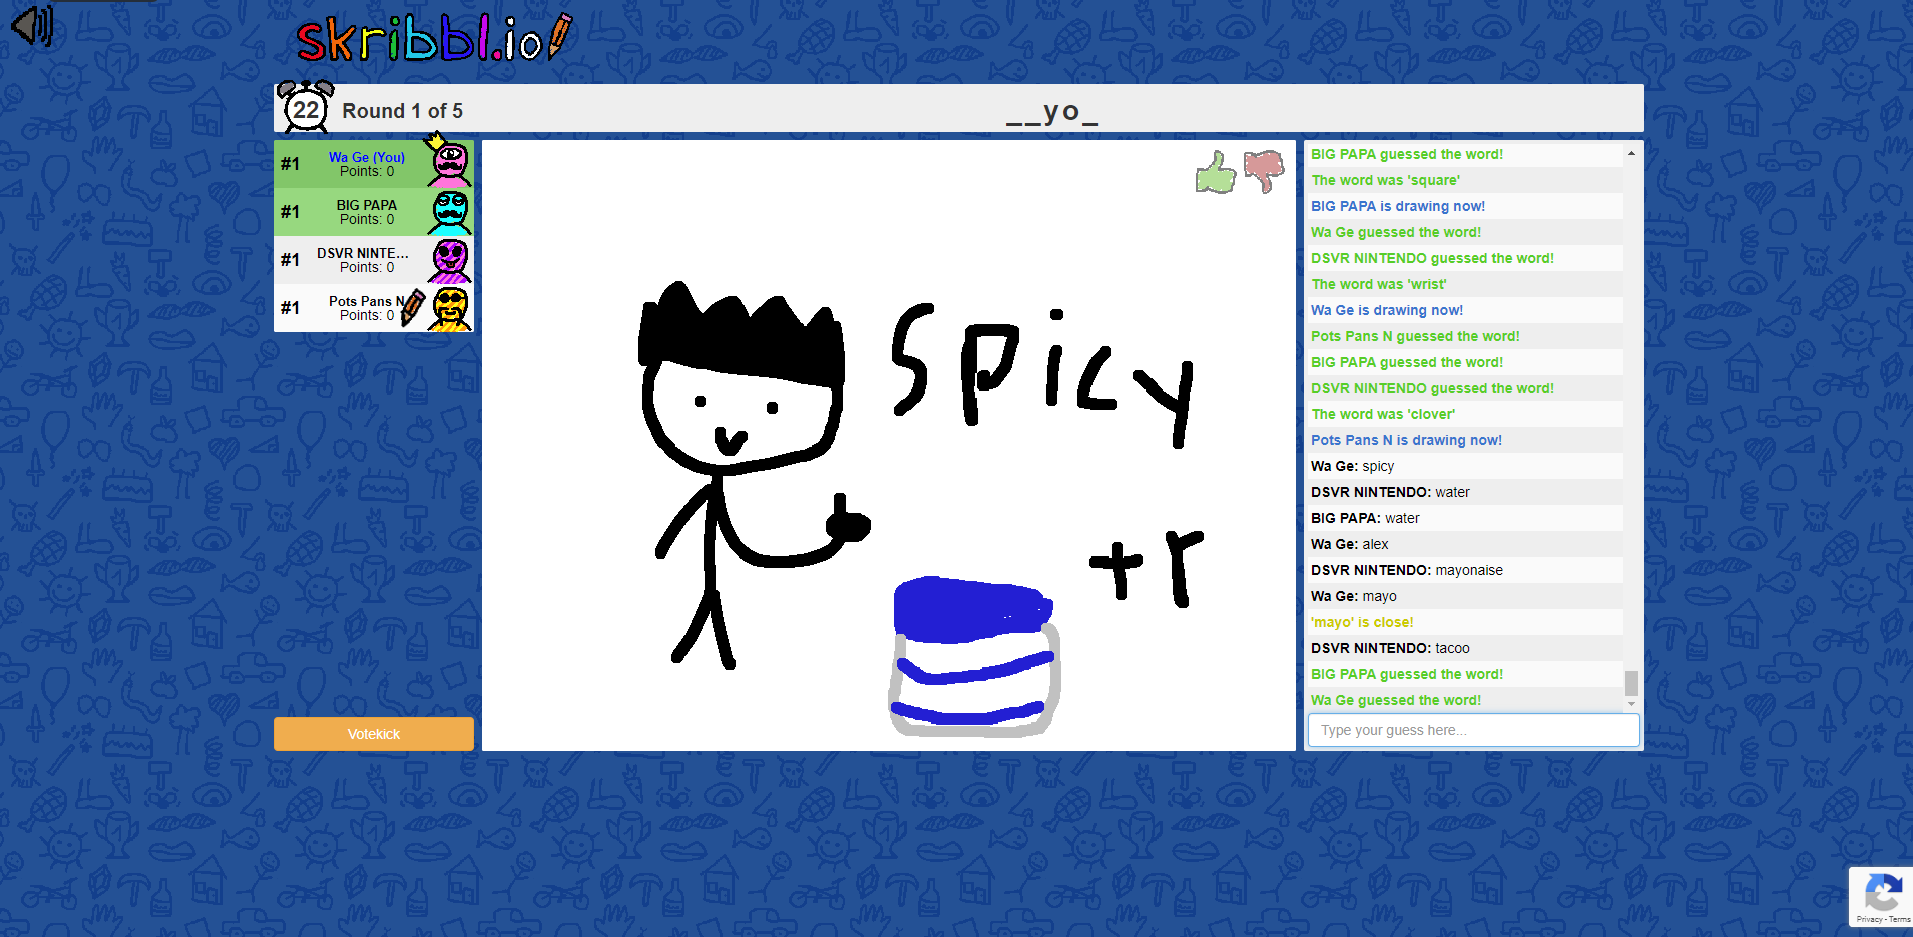 skribbl.io
22
Round 1 of 5
__yo_
#1
Wa Ge (You)
Points: 0
#1
BIG PAPA
Points: 0
#1
DSVR NINTE...
Points: 0
#1
Pots Pans N
Points: 0
Votekick
Spicy
+r
BIG PAPA guessed the word!
The word was 'square'
BIG PAPA is drawing now!
Wa Ge guessed the word!
DSVR NINTENDO guessed the word!
The word was 'wrist'
Wa Ge is drawing now!
Pots Pans N guessed the word!
BIG PAPA guessed the word!
DSVR NINTENDO guessed the word!
The word was 'clover'
Pots Pans N is drawing now!
Wa Ge: spicy
DSVR NINTENDO: water
BIG PAPA: water
Wa Ge: alex
DSVR NINTENDO: mayonaise
Wa Ge: mayo
'mayo' is close!
DSVR NINTENDO: tacoo
BIG PAPA guessed the word!
Wa Ge guessed the word!
Type your guess here...
Privacy - Terms